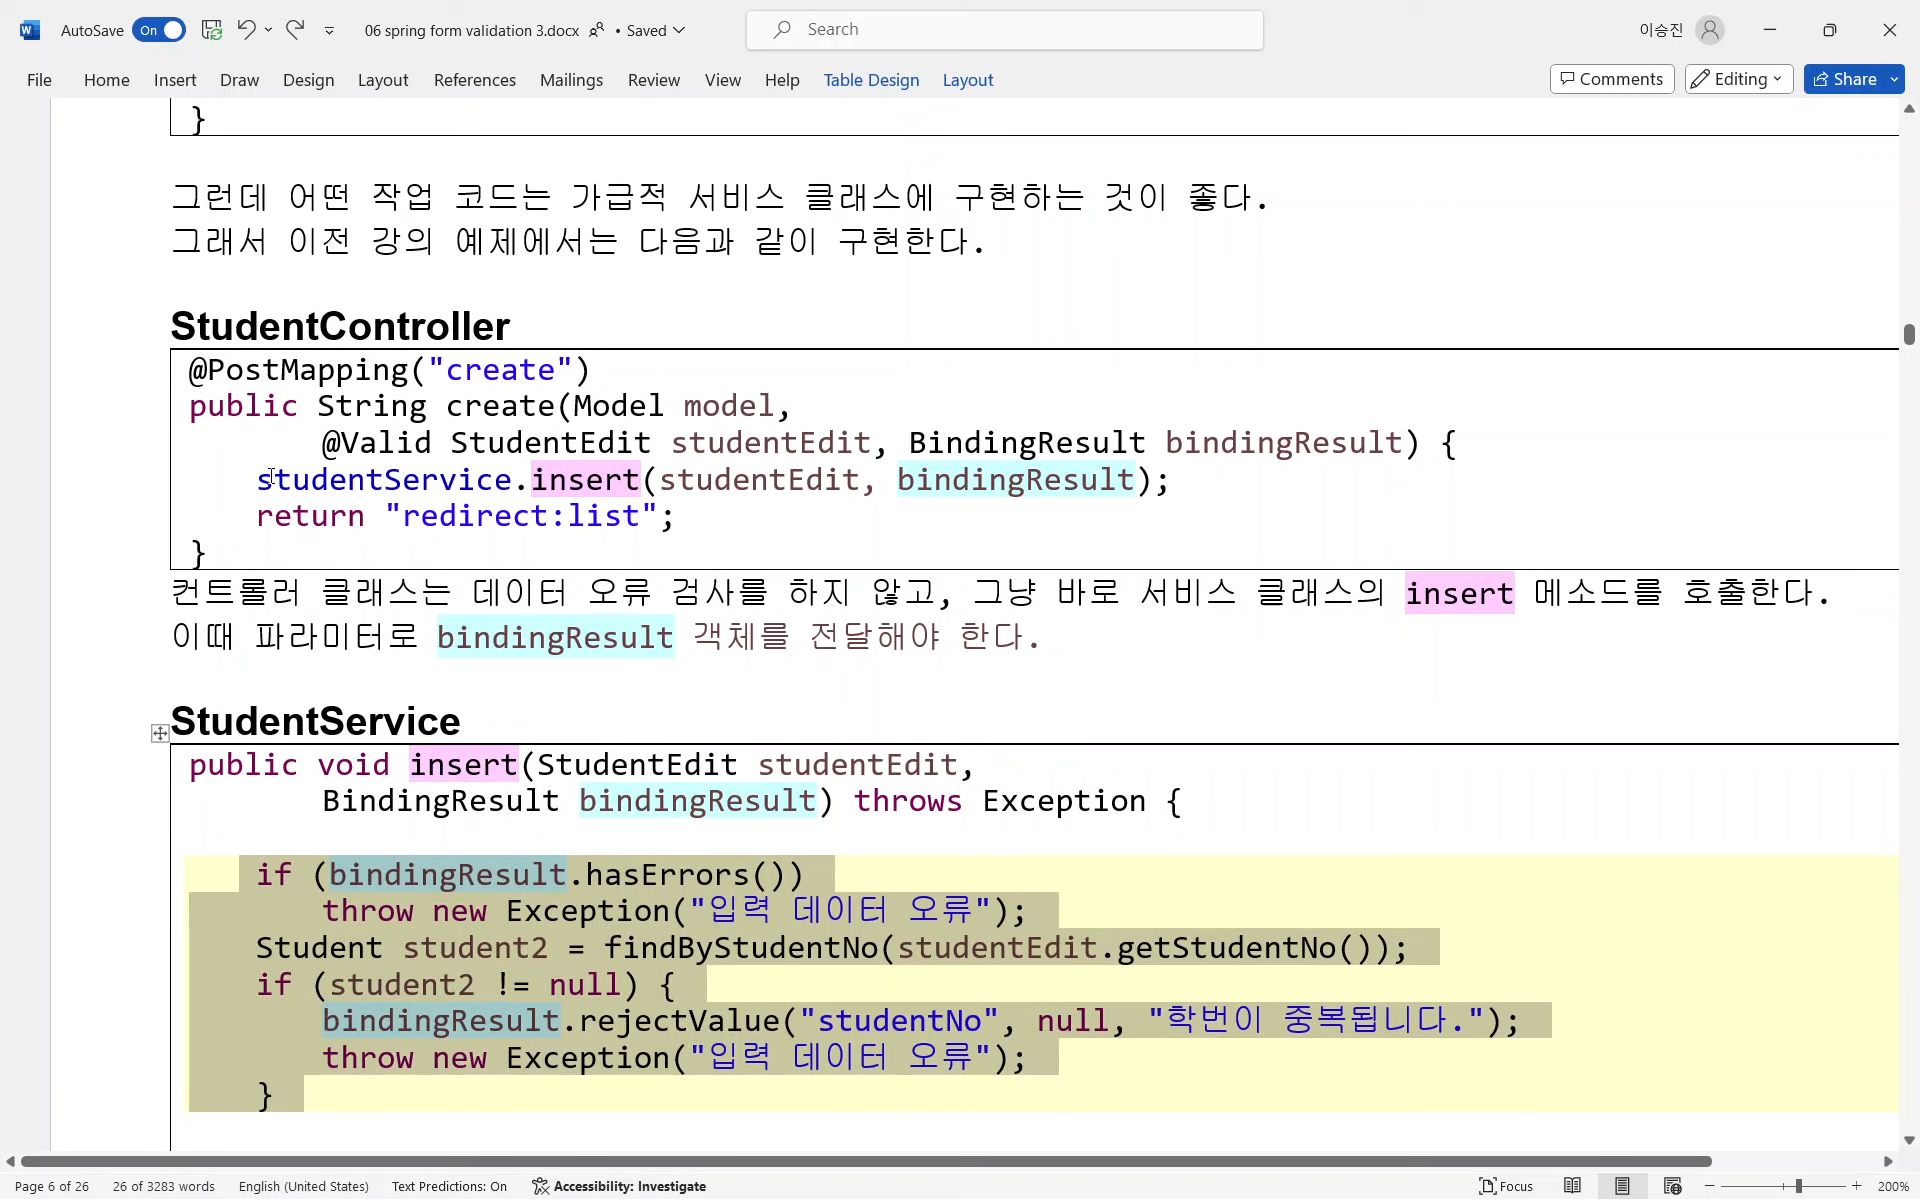 AutoSave On 06 spring form validation 3.docx • Saved Search 이승진
File Home Insert Draw Design Layout References Mailings Review View Help Table Design Layout Comments Editing Share
}
그런데 어떤 작업 코드는 가급적 서비스 클래스에 구현하는 것이 좋다.
그래서 이전 강의 예제에서는 다음과 같이 구현한다.
StudentController
@PostMapping("create")
public String create(Model model,
@Valid StudentEdit studentEdit, BindingResult bindingResult) {
studentService.insert(studentEdit, bindingResult);
return "redirect:list";
}
컨트롤러 클래스는 데이터 오류 검사를 하지 않고, 그냥 바로 서비스 클래스의 insert 메소드를 호출한다.
이때 파라미터로 bindingResult 객체를 전달해야 한다.
StudentService
public void insert(StudentEdit studentEdit,
BindingResult bindingResult) throws Exception {
if (bindingResult.hasErrors())
throw new Exception("입력 데이터 오류");
Student student2 = findByStudentNo(studentEdit.getStudentNo());
if (student2 != null) {
bindingResult.rejectValue("studentNo", null, "학번이 중복됩니다.");
throw new Exception("입력 데이터 오류");
}
Page 6 of 26 26 of 3283 words English (United States) Text Predictions: On Accessibility: Investigate Focus 200%